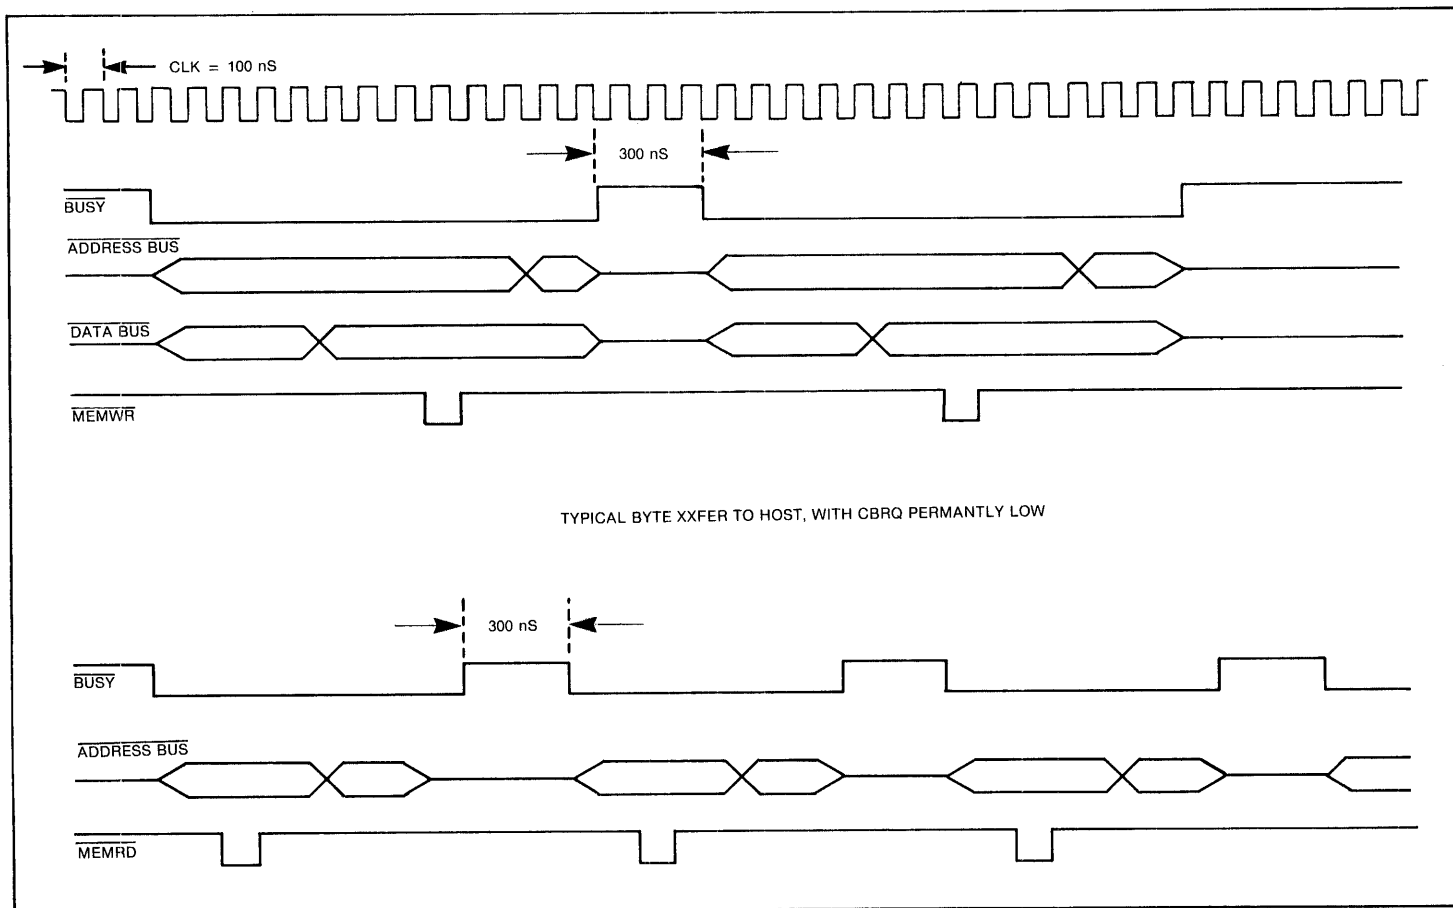 CLK = 100 nS
300 nS
BUSY
ADDRESS BUS
DATA BUS
MEMWR
TYPICAL BYTE XXFER TO HOST, WITH CBRQ PERMANTLY LOW
300 nS
BUSY
ADDRESS BUS
MEMRD